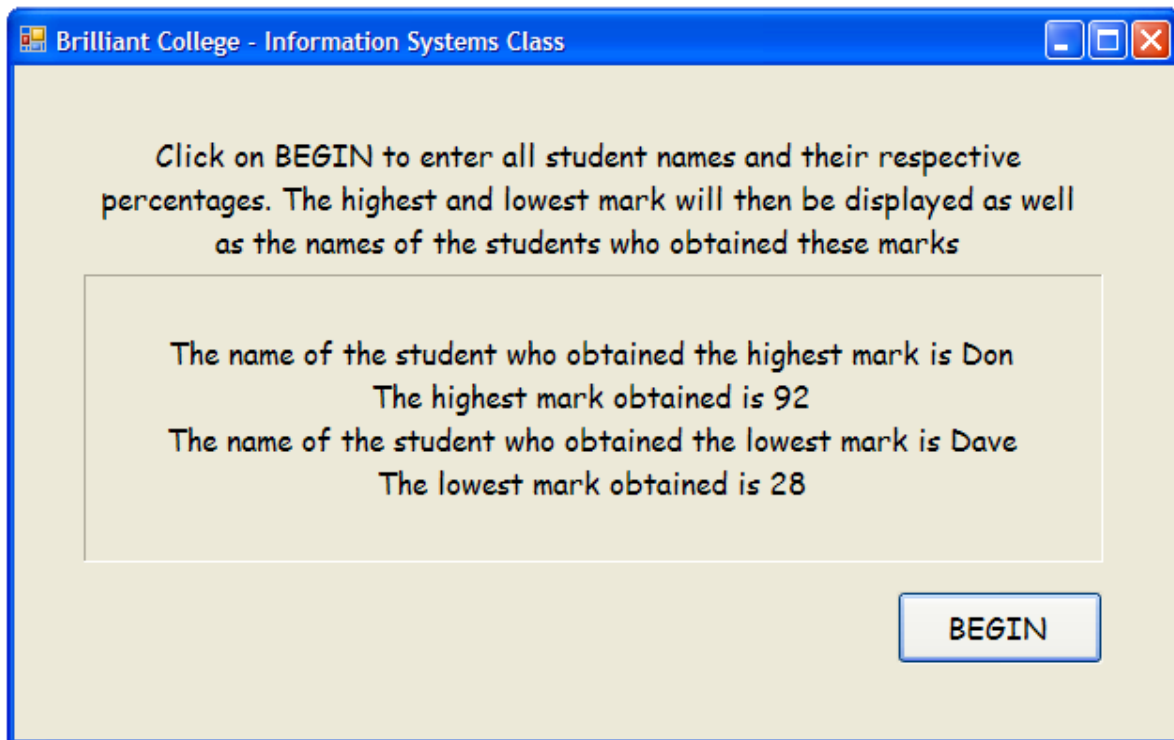 Brilliant College - Information Systems Class
Click on BEGIN to enter all student names and their respective
percentages. The highest and lowest mark will then be displayed as well
as the names of the students who obtained these marks
The name of the student who obtained the highest mark is Don
The highest mark obtained is 92
The name of the student who obtained the lowest mark is Dave
The lowest mark obtained is 28
BEGIN